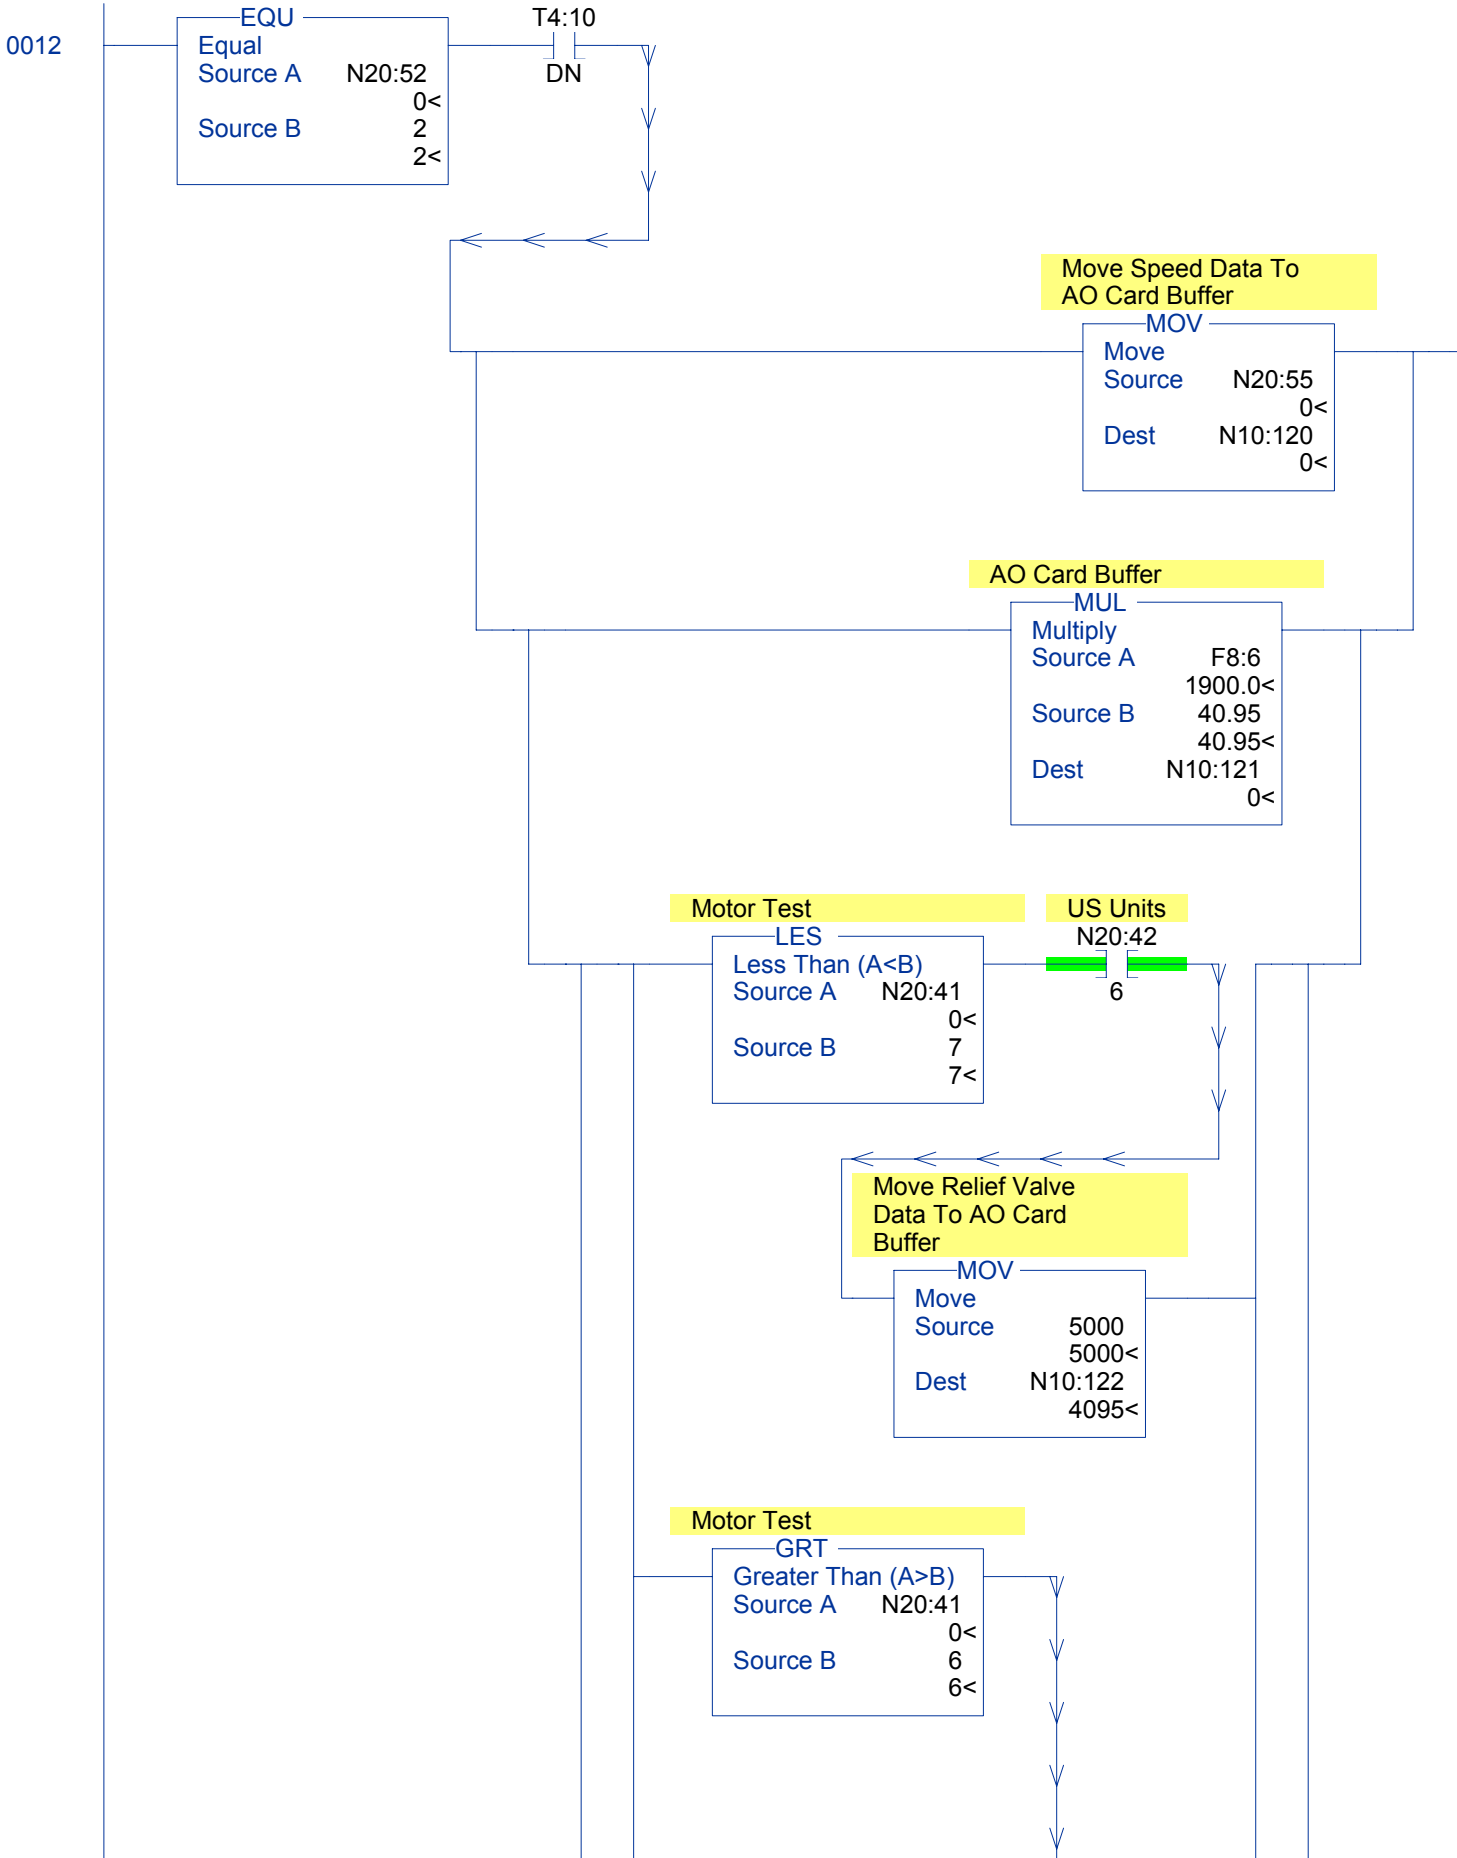 EQU
0012
Equal
Source A N20:52
0<
Source B 2
2<
T4:10
DN
Move Speed Data To
AO Card Buffer
MOV
Move
Source N20:55
0<
Dest N10:120
0<
AO Card Buffer
MUL
Multiply
Source A F8:6
1900.0<
Source B 40.95
40.95<
Dest N10:121
0<
Motor Test
LES
Less Than (A<B)
Source A N20:41
0<
Source B 7
7<
US Units
N20:42
6
Move Relief Valve
Data To AO Card
Buffer
MOV
Move
Source 5000
5000<
Dest N10:122
4095<
Motor Test
GRT
Greater Than (A>B)
Source A N20:41
0<
Source B 6
6<